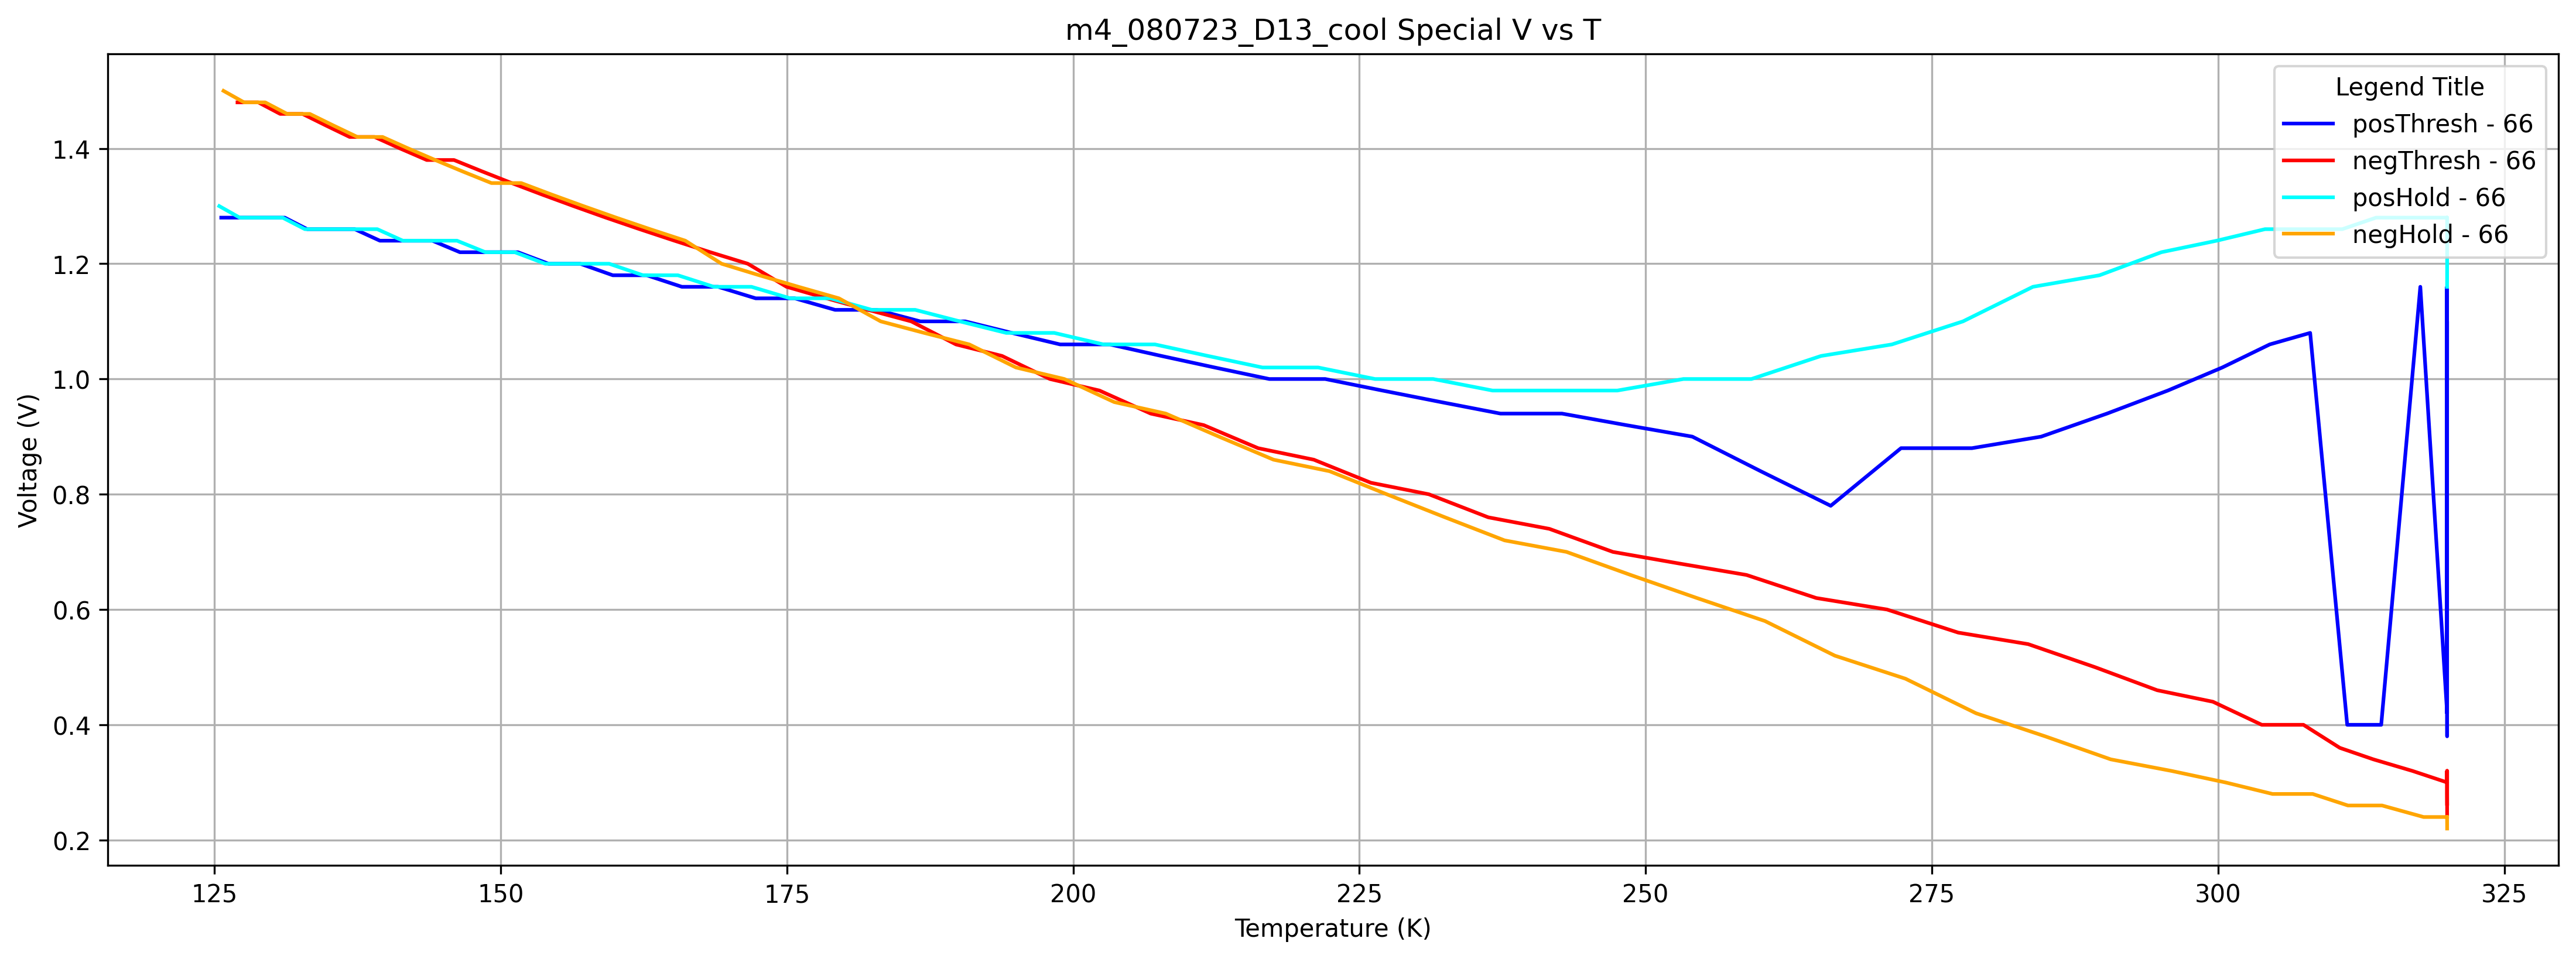 m4_080723_D13_cool Special V vs T
Legend Title
posThresh - 66
negThresh - 66
posHold - 66
negHold - 66
Voltage (V)
1.4
1.2
1.0
0.8
0.6
0.4
0.2
125 150 175 200 225 250 275 300 325
Temperature (K)